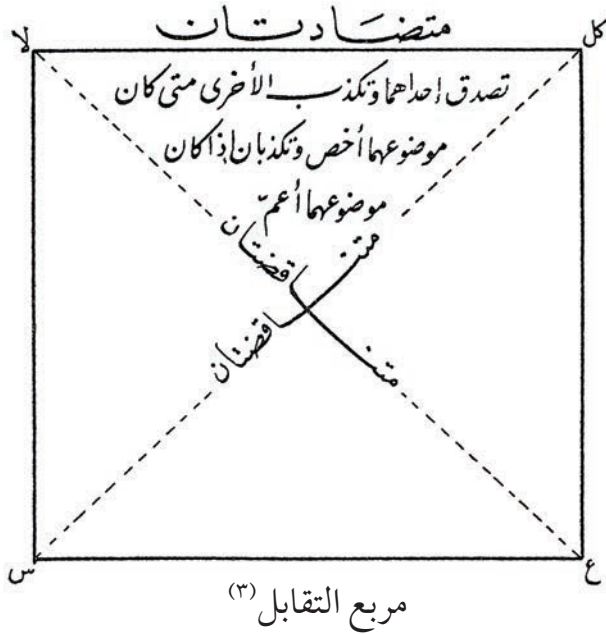 متضادتان
كل
لا
تصدق إحداهما وتكذب الأخرى متى كان
موضوعهما أخص وتكذبان إذا كان
موضوعهما أعمّ
متناقضتان
متناقضتان
ع
س
مربع التقابل (٣)